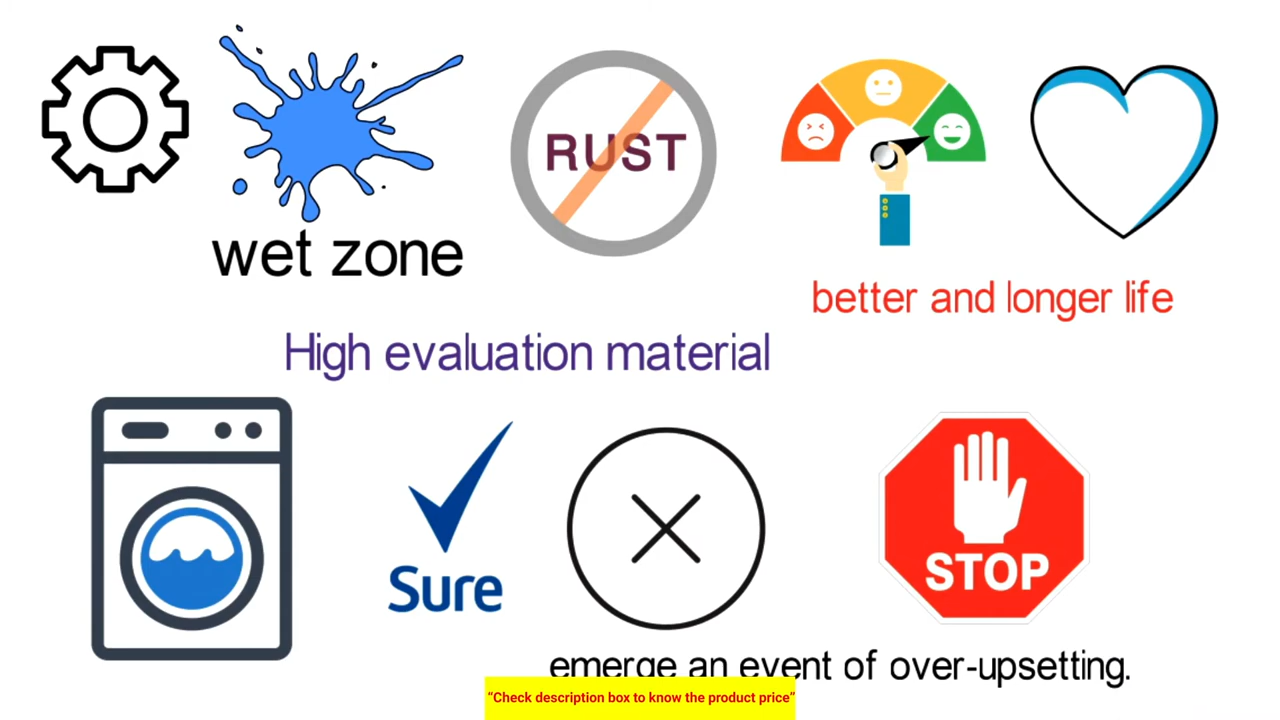 wet zone
RUST
better and longer life
High evaluation material
Sure
STOP
emerge an event of over-upsetting.
“Check description box to know the product price”